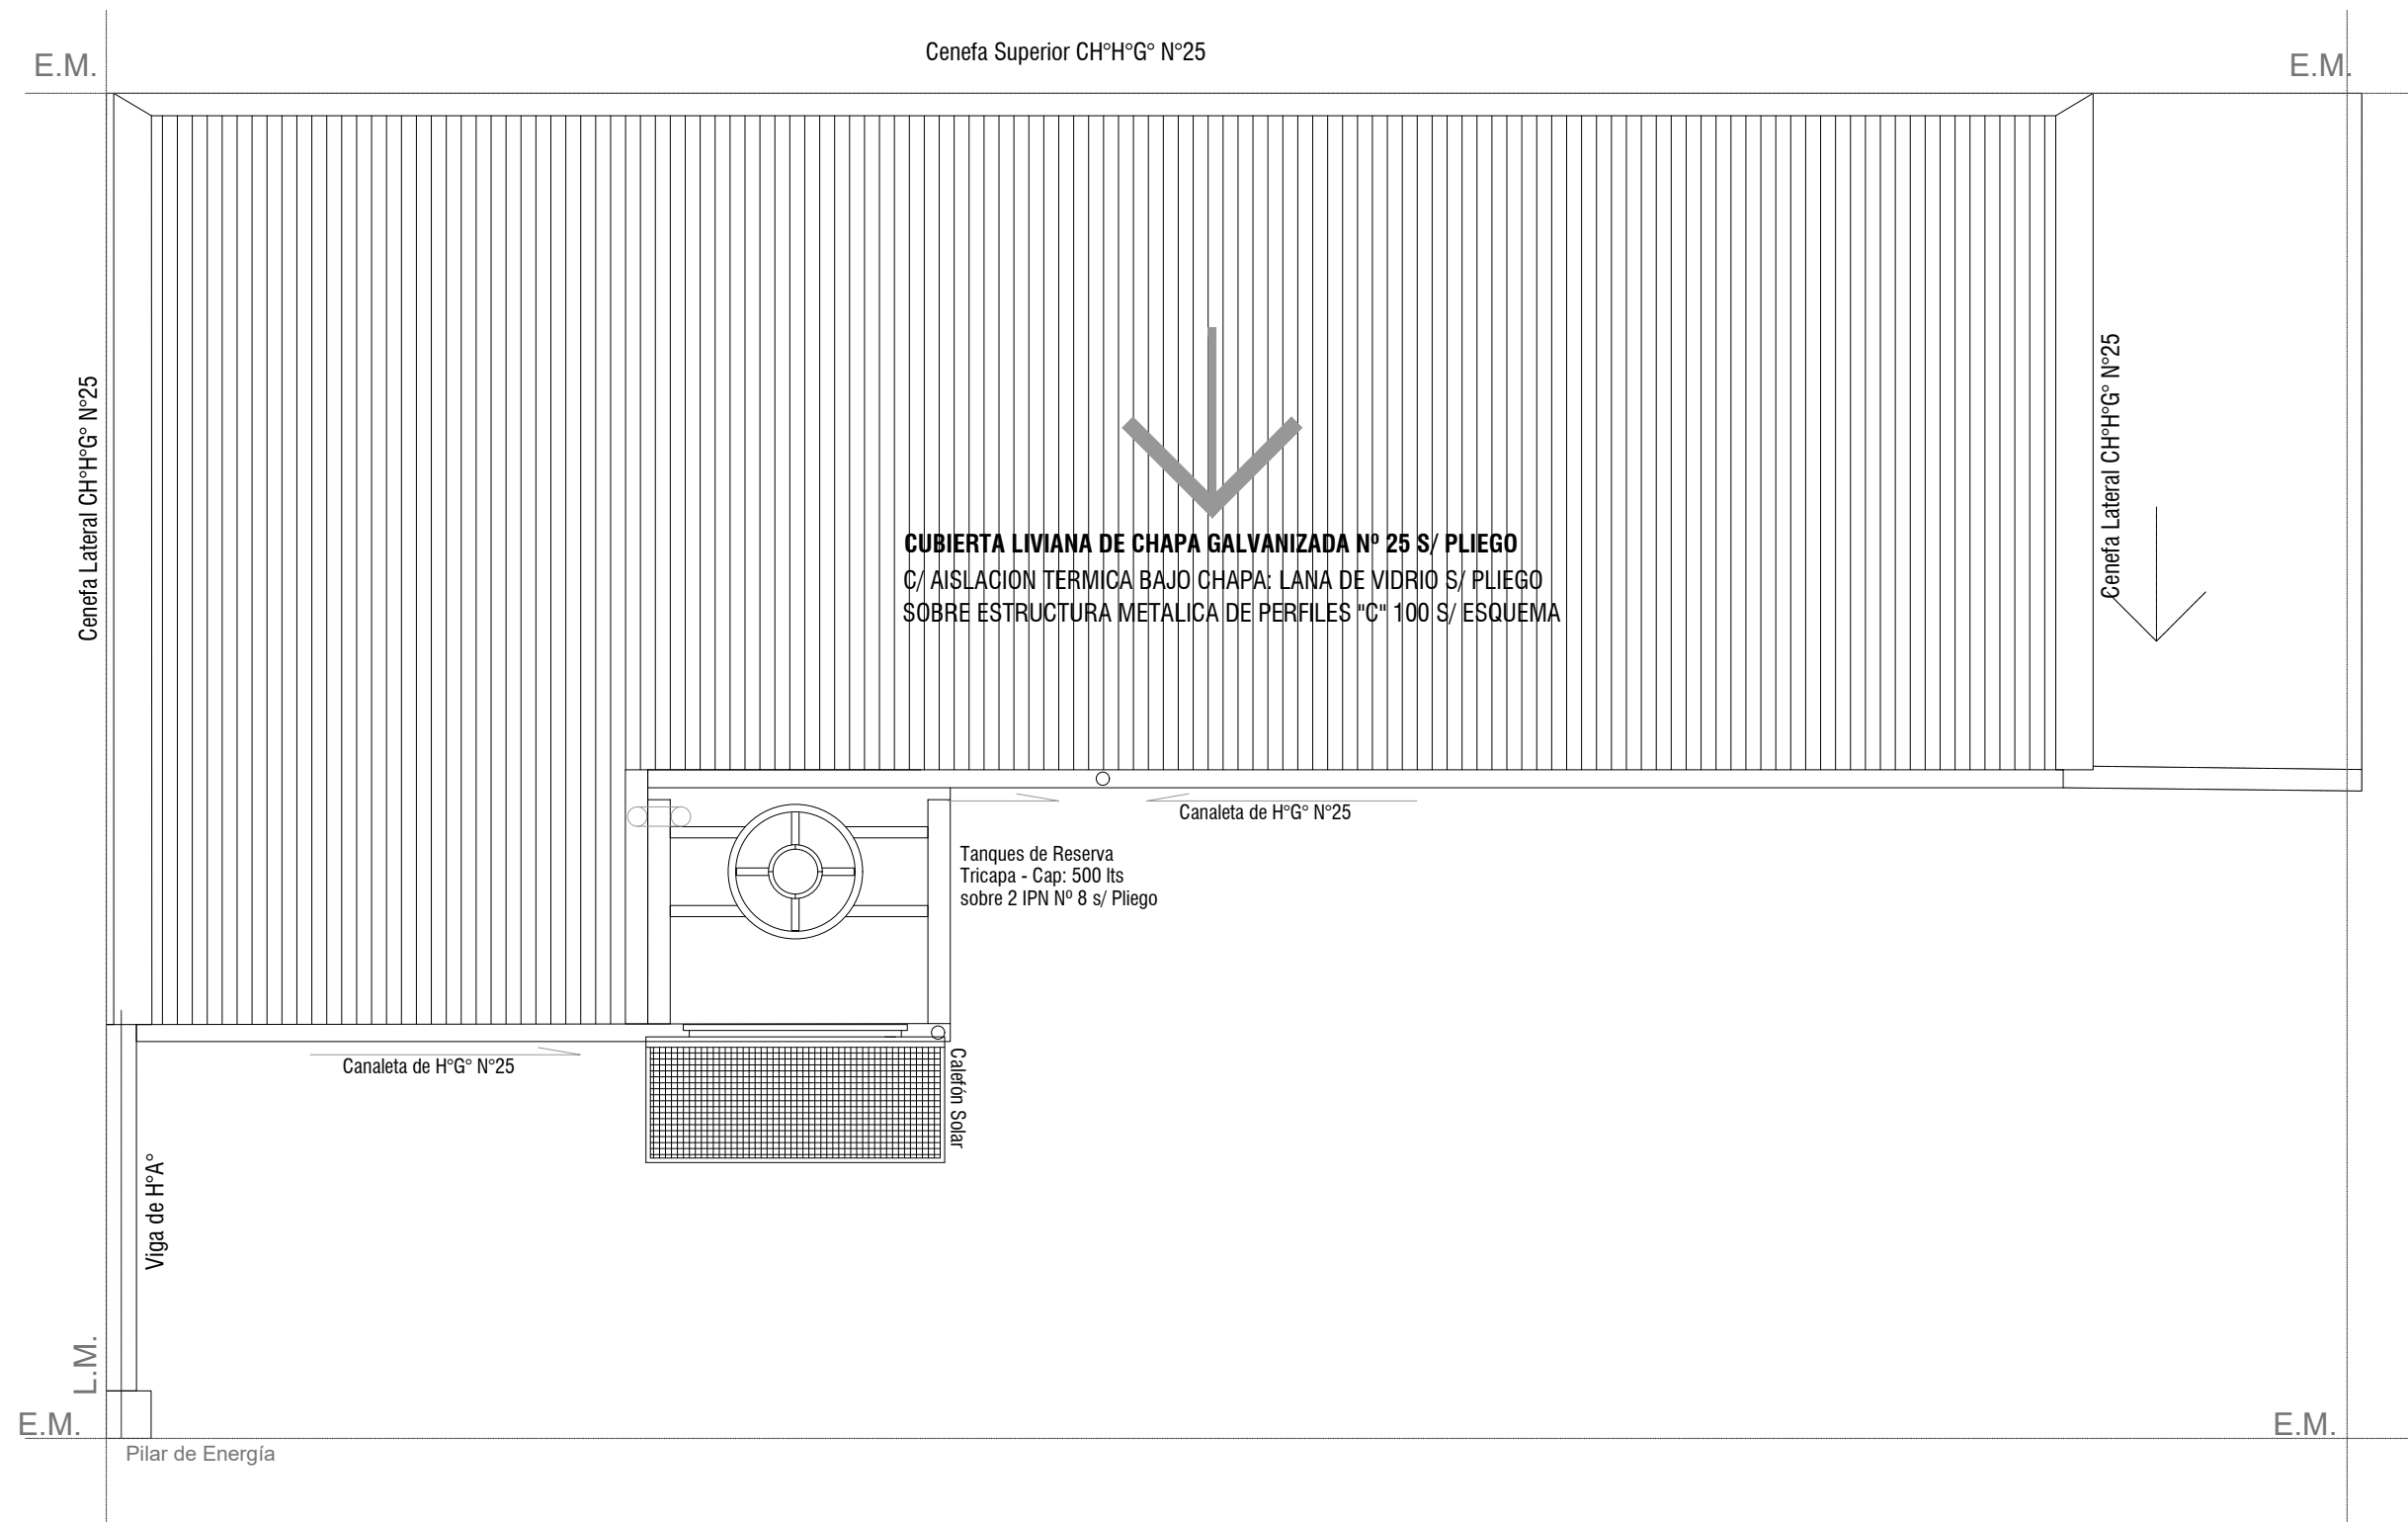 Cenefa Superior CH°H°G° N°25
E.M.
E.M.
Cenefa Lateral CH°H°G° N°25
Cenefa Lateral CH°H°G° N°25
CUBIERTA LIVIANA DE CHAPA GALVANIZADA Nº 25 S/ PLIEGO
C/ AISLACION TERMICA BAJO CHAPA: LANA DE VIDRIO S/ PLIEGO
SOBRE ESTRUCTURA METALICA DE PERFILES "C" 100 S/ ESQUEMA
Canaleta de H°G° N°25
Tanques de Reserva
Tricapa - Cap: 500 lts
sobre 2 IPN Nº 8 s/ Pliego
Canaleta de H°G° N°25
Calefón Solar
Viga de H°A°
L.M.
E.M.
E.M.
Pilar de Energía